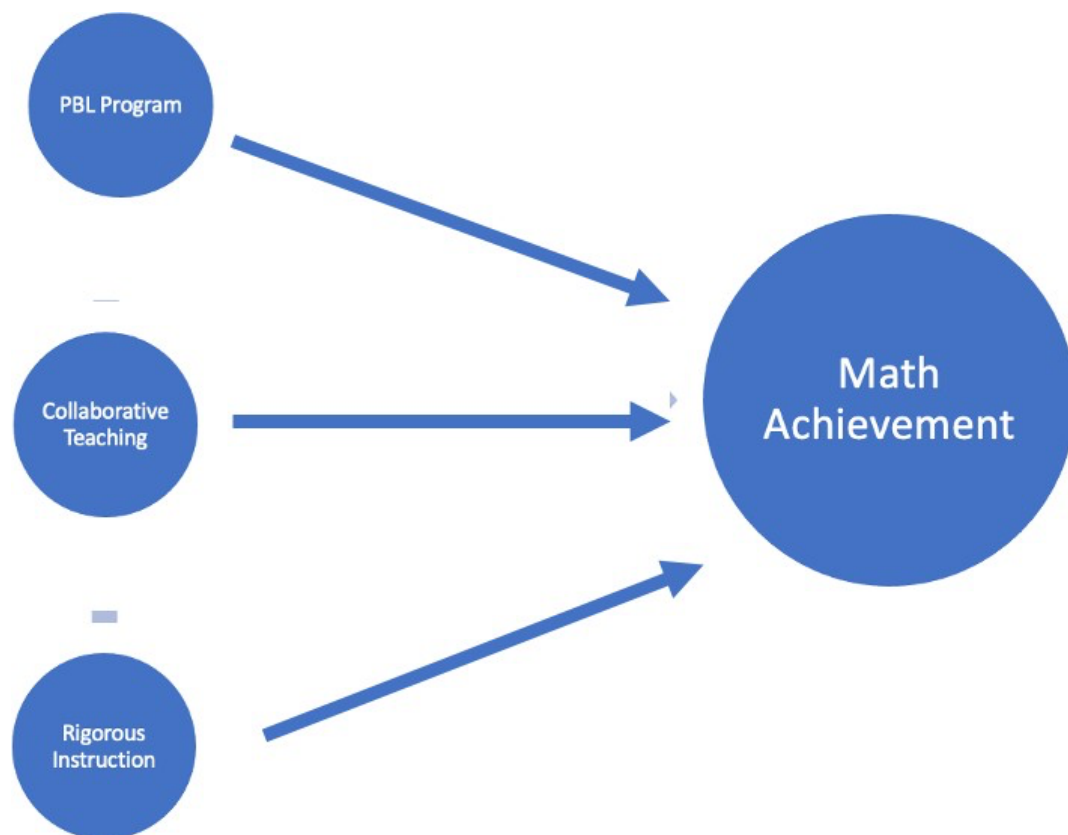 PBL Program
Collaborative
Teaching
Math
Achievement
Rigorous
Instruction